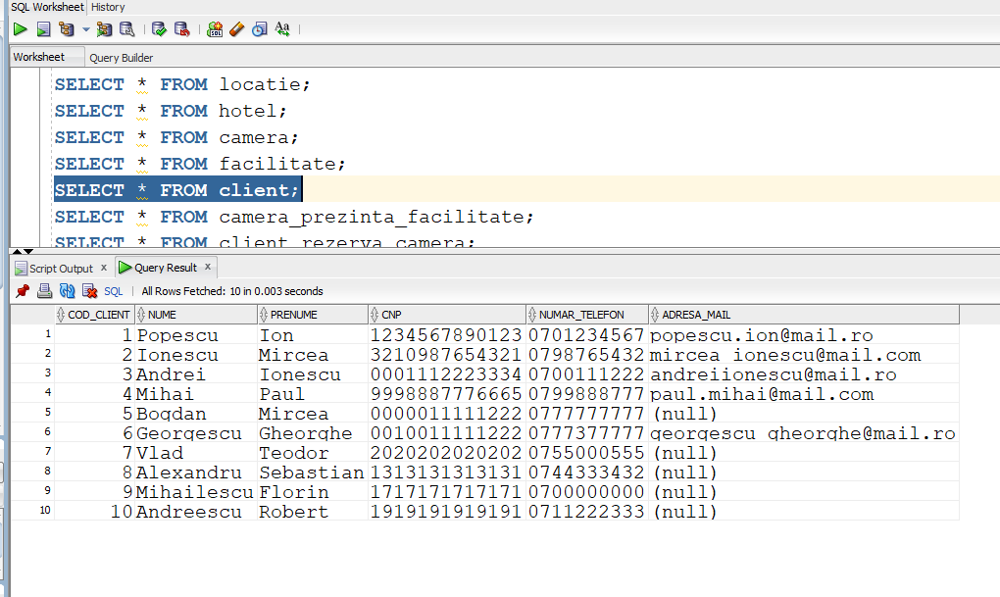 SQL Worksheet History
Worksheet Query Builder
SELECT * FROM locatie;
SELECT * FROM hotel;
SELECT * FROM camera;
SELECT * FROM facilitate;
SELECT * FROM client;
SELECT * FROM camera_prezinta_facilitate;
SELECT * FROM client_rezerva_camera;
Script Output x Query Result x
SQL All Rows Fetched: 10 in 0.003 seconds
COD_CLIENT NUME PRENUME CNP NUMAR_TELEFON ADRESA_MAIL
1 1 Popescu Ion 1234567890123 0701234567 popescu.ion@mail.ro
2 2 Ionescu Mircea 3210987654321 0798765432 mircea_ionescu@mail.com
3 3 Andrei Ionescu 0001112223334 0700111222 andreiionescu@mail.ro
4 4 Mihai Paul 9998887776665 0799888777 paul.mihai@mail.com
5 5 Bogdan Mircea 0000011111222 0777777777 (null)
6 6 Georgescu Gheorghe 0010011111222 0777377777 georgescu_gheorghe@mail.ro
7 7 Vlad Teodor 2020202020202 0755000555 (null)
8 8 Alexandru Sebastian 1313131313131 0744333432 (null)
9 9 Mihailescu Florin 1717171717171 0700000000 (null)
10 10 Andreescu Robert 1919191919191 0711222333 (null)